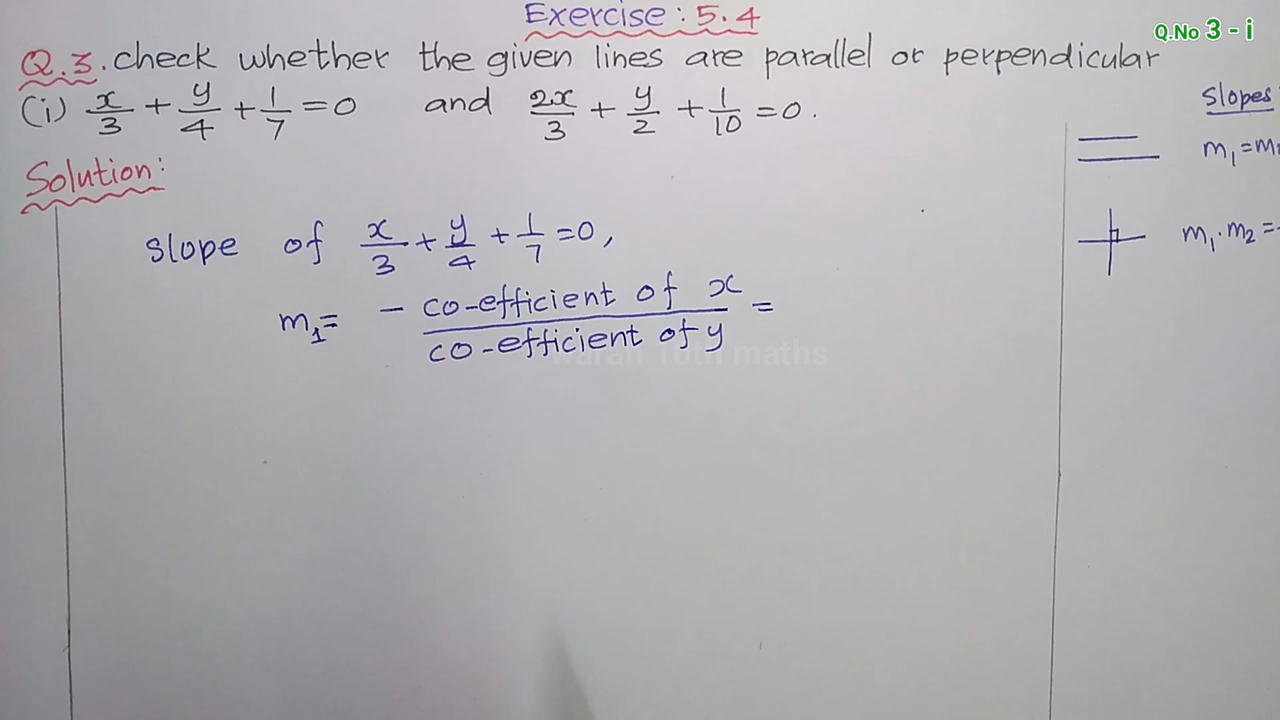 Exercise : 5.4
Q.No 3 - i
Q.3. check whether the given lines are parallel or perpendicular
(i) x/3 + y/4 + 1/7 = 0 and 2x/3 + y/2 + 1/10 = 0.
Solution:
slope of x/3 + y/4 + 1/7 = 0,
m₁ = - co-efficient of x / co-efficient of y =
10th maths
Slopes
m₁ = m
m₁ · m₂ = -